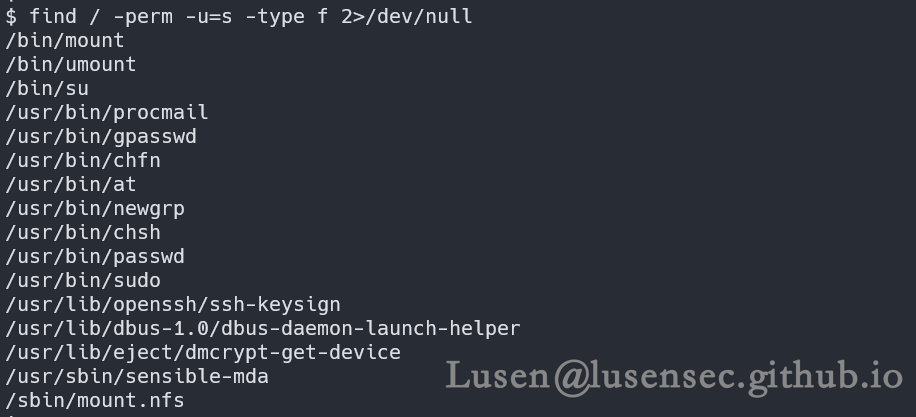 $ find / -perm -u=s -type f 2>/dev/null
/bin/mount
/bin/umount
/bin/su
/usr/bin/procmail
/usr/bin/gpasswd
/usr/bin/chfn
/usr/bin/at
/usr/bin/newgrp
/usr/bin/chsh
/usr/bin/passwd
/usr/bin/sudo
/usr/lib/openssh/ssh-keysign
/usr/lib/dbus-1.0/dbus-daemon-launch-helper
/usr/lib/eject/dmcrypt-get-device
/usr/sbin/sensible-mda
/sbin/mount.nfs
Lusen@lusensec.github.io